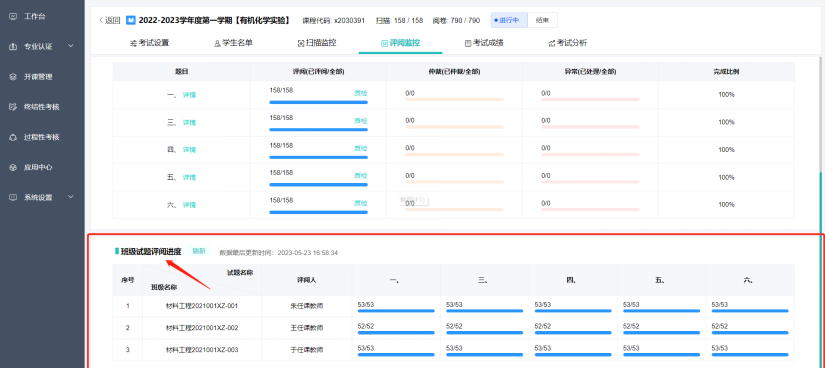 工作台
专业认证
开课管理
终结性考核
过程性考核
应用中心
系统设置
返回 2022-2023学年度第一学期【有机化学实验】 课程代码: x2030391 扫描: 158 / 158 阅卷: 790 / 790 进行中 结束
考试设置 学生名单 扫描监控 评阅监控 考试成绩 考试分析
题目 评阅(已评阅/全部) 仲裁(已仲裁/全部) 异常(已处理/全部) 完成比例
一、 详情 158/158 质检 0/0 0/0 100%
三、 详情 158/158 质检 0/0 0/0 100%
四、 详情 158/158 质检 0/0 0/0 100%
五、 详情 158/158 质检 0/0 0/0 100%
六、 详情 158/158 质检 0/0 0/0 100%
班级试题评阅进度 刷新 数据最后更新时间: 2023-05-23 16:58:34
序号 试题名称 班级名称 评阅人 一、 三、 四、 五、 六、
1 材料工程2021001XZ-001 朱任课教师 53/53 53/53 53/53 53/53 53/53
2 材料工程2021001XZ-002 王任课教师 52/52 52/52 52/52 52/52 52/52
3 材料工程2021001XZ-003 于任课教师 53/53 53/53 53/53 53/53 53/53